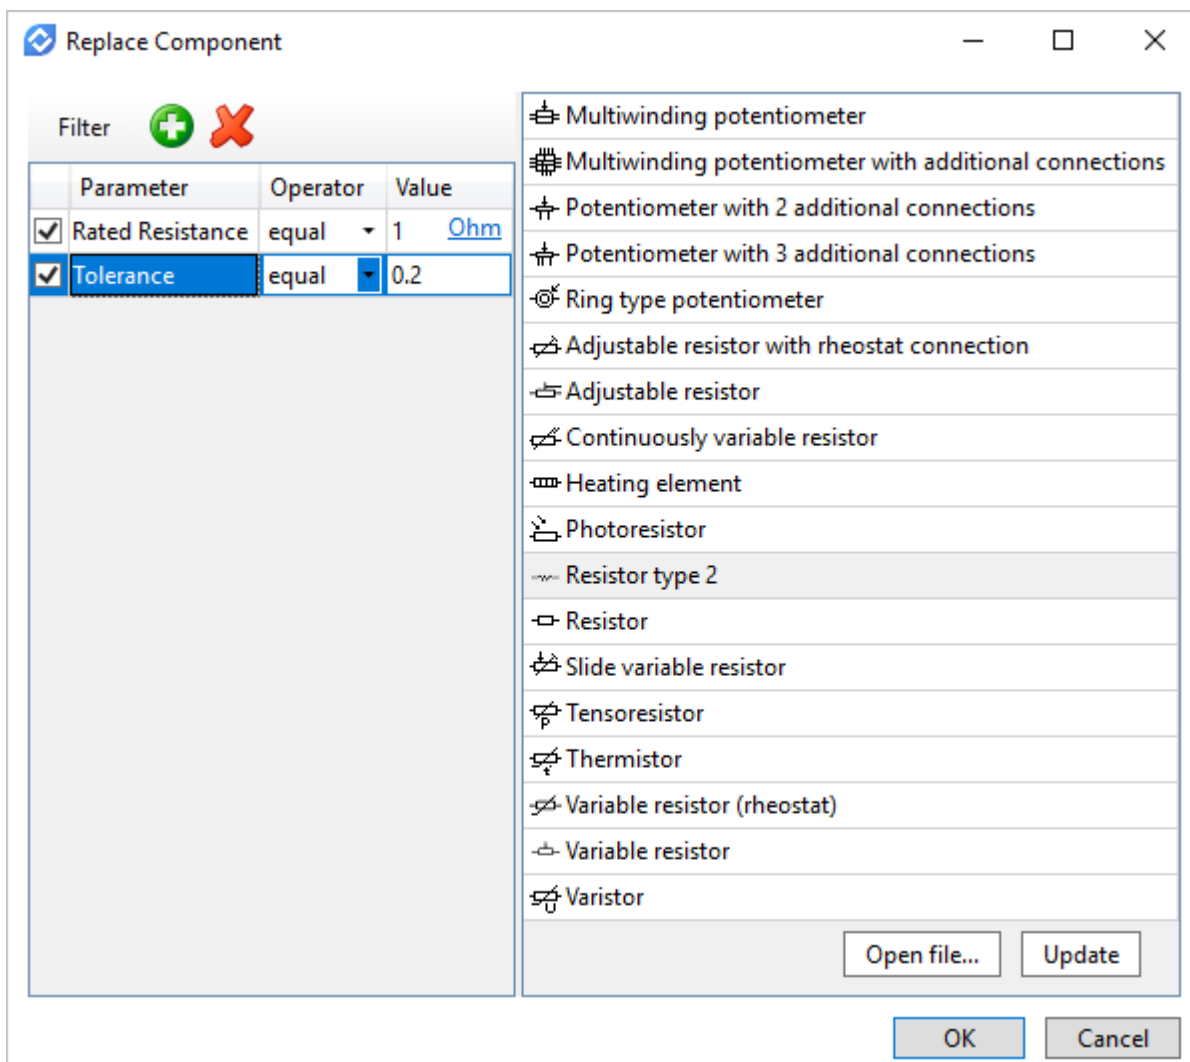 Replace Component
Filter
Parameter Operator Value
Rated Resistance equal 1 Ohm
Tolerance equal 0.2
Multiwinding potentiometer
Multiwinding potentiometer with additional connections
Potentiometer with 2 additional connections
Potentiometer with 3 additional connections
Ring type potentiometer
Adjustable resistor with rheostat connection
Adjustable resistor
Continuously variable resistor
Heating element
Photoresistor
Resistor type 2
Resistor
Slide variable resistor
Tensoresistor
Thermistor
Variable resistor (rheostat)
Variable resistor
Varistor
Open file... Update
OK Cancel